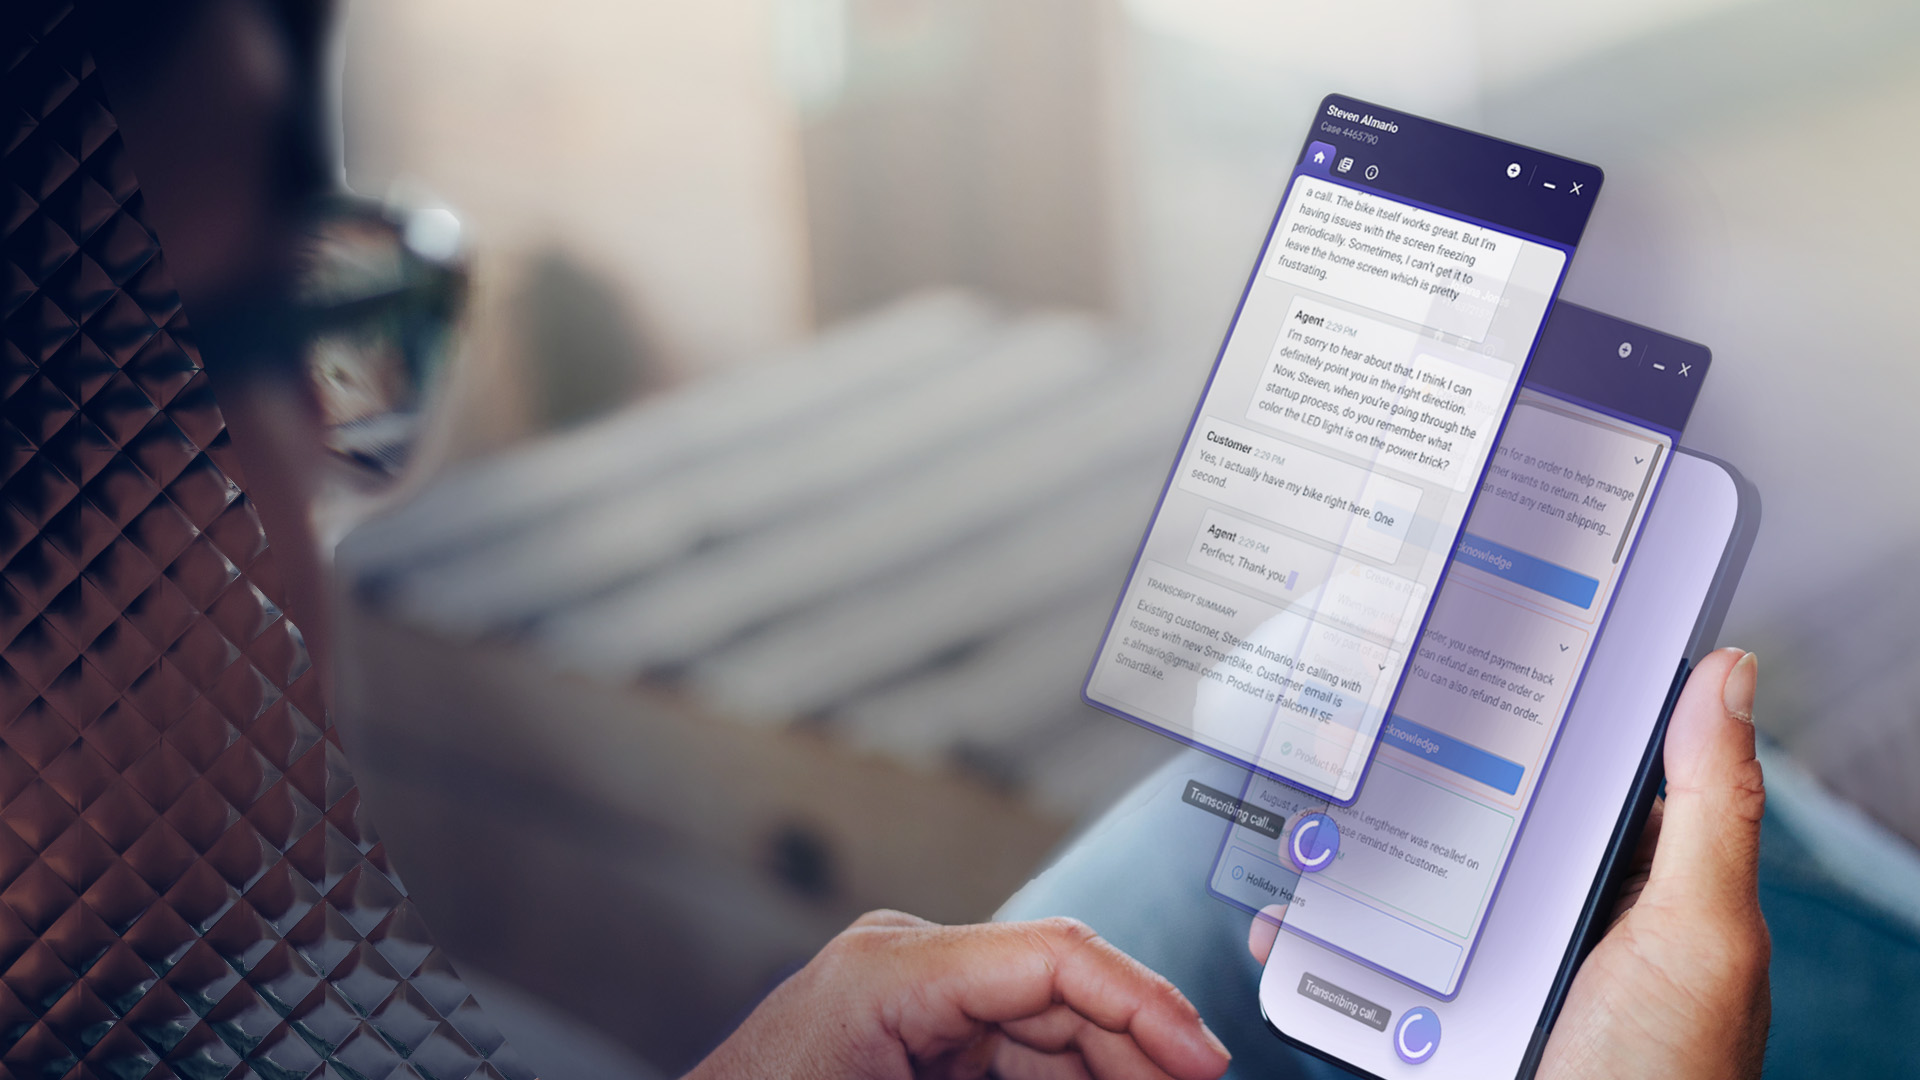 Steven Almario
Case 4465790
a call. The bike itself works great. But I'm
having issues with the screen freezing
periodically. Sometimes, I can't get it to
leave the home screen which is pretty
frustrating.
Agent 2:29 PM
I'm sorry to hear about that, I think I can
definitely point you in the right direction.
Now, Steven, when you're going through the
startup process, do you remember what
color the LED light is on the power brick?
Customer 2:29 PM
Yes, I actually have my bike right here. One
second.
Agent 2:29 PM
Perfect, Thank you.
TRANSCRIPT SUMMARY
Existing customer, Steven Almario, is calling with
issues with new SmartBike. Customer email is
s.almario@gmail.com. Product is Falcon II SE
SmartBike.
Transcribing call...
for an order to help manage
wants to return. After
send any return shipping...
order, you send payment back
can refund an entire order or
You can also refund an order...
Create a
only part of
Product
August 4,
Lengthener was recalled on
remind the customer.
Holiday Hours
Transcribing call...